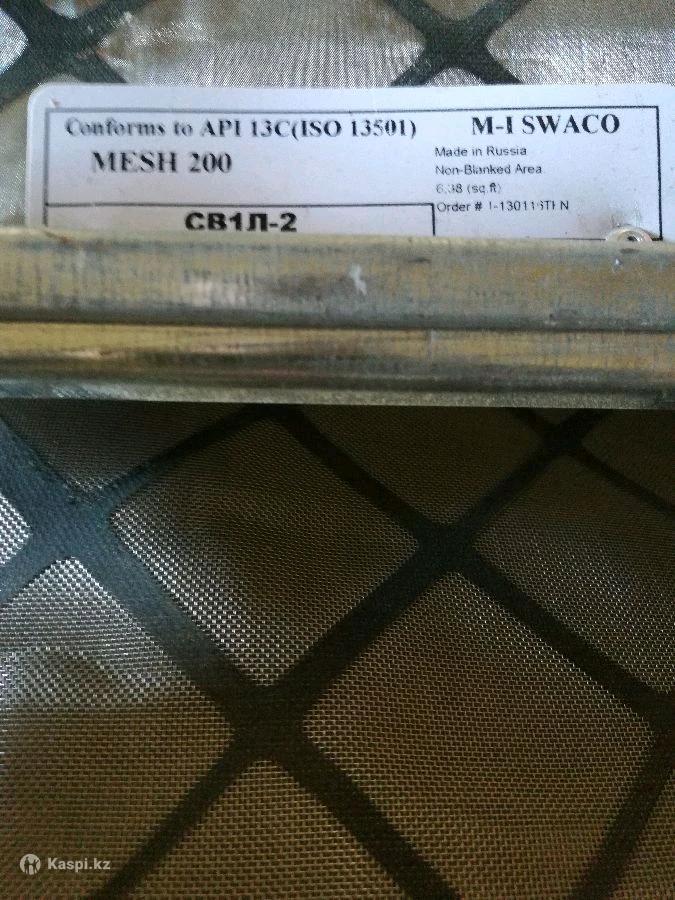 Conforms to API 13C(ISO 13501)
M-I SWACO
MESH 200
Made in Russia
Non-Blanked Area
6.38 (sq.ft)
Order #
СВ1Л-2
Kaspi.kz